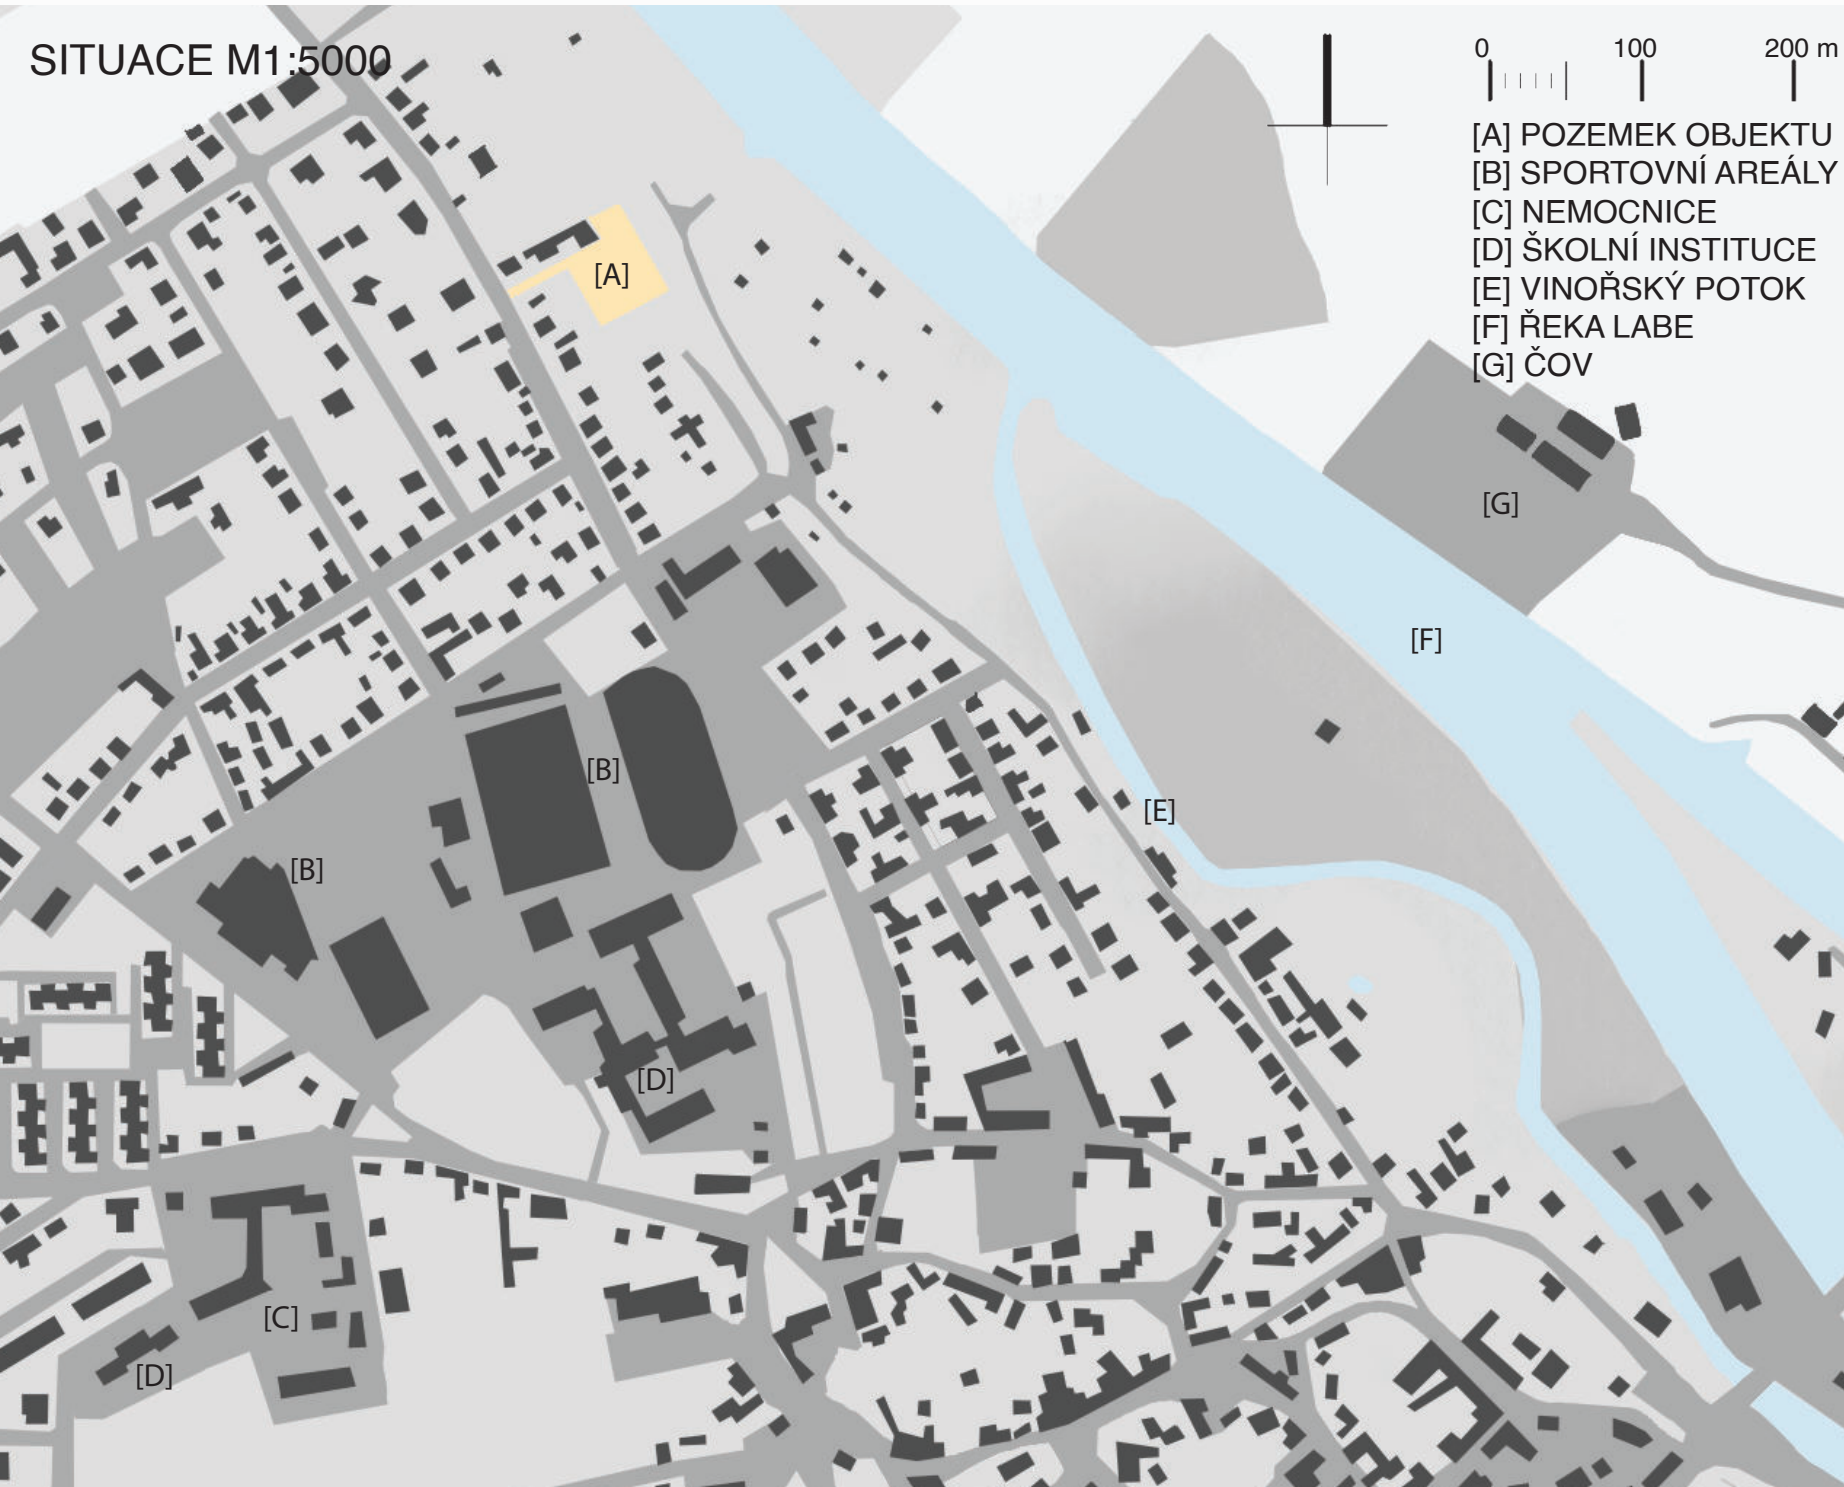 SITUACE M1:5000
0 100 200 m
[A] POZEMEK OBJEKTU
[B] SPORTOVNÍ AREÁLY
[C] NEMOCNICE
[D] ŠKOLNÍ INSTITUCE
[E] VINOŘSKÝ POTOK
[F] ŘEKA LABE
[G] ČOV
[A]
[G]
[F]
[B]
[E]
[B]
[D]
[C]
[D]